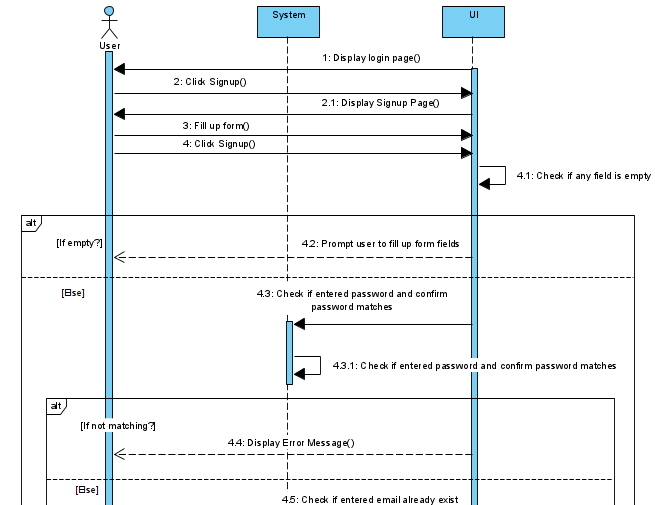 System
UI
User
1: Display login page()
2: Click Signup()
2.1: Display Signup Page()
3: Fill up form()
4: Click Signup()
4.1: Check if any field is empty
alt
[If empty?]
4.2: Prompt user to fill up form fields
[Else]
4.3: Check if entered password and confirm
password matches
4.3.1: Check if entered password and confirm password matches
alt
[If not matching?]
4.4: Display Error Message()
[Else]
4.5: Check if entered email already exist